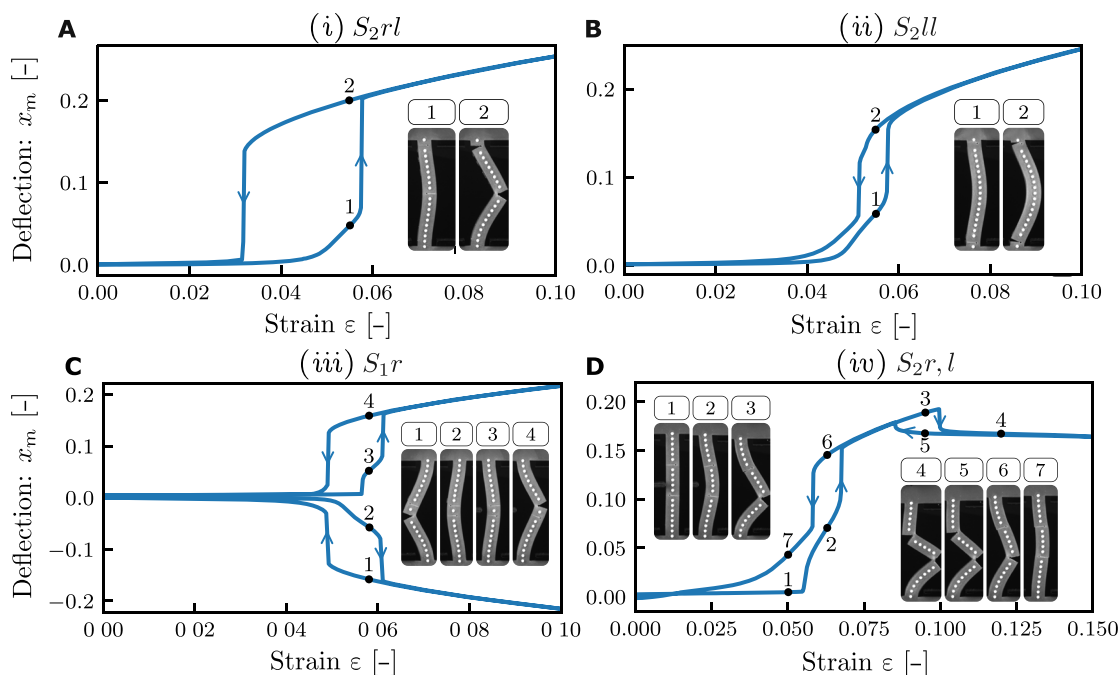 A (i) S₂rl
Deflection: xₘ [–]
0.2
0.1
0.0
2
1
1 2
0.00 0.02 0.04 0.06 0.08 0.10
Strain ε [–]
B (ii) S₂ll
0.2
0.1
0.0
2
1
1 2
0.00 0.02 0.04 0.06 0.08 0.10
Strain ε [–]
C (iii) S₁r
Deflection: xₘ [–]
0.2
0.1
0.0
−0.1
−0.2
4
3
2
1
1 2 3 4
0 00 0 02 0 04 0 06 0 08 0 10
Strain ε [–]
D (iv) S₂r, l
0.20
0.15
0.10
0.05
0.00
1 2 3
3
4
5
6
7
2
1
4 5 6 7
0.000 0.025 0.050 0.075 0.100 0.125 0.150
Strain ε [–]